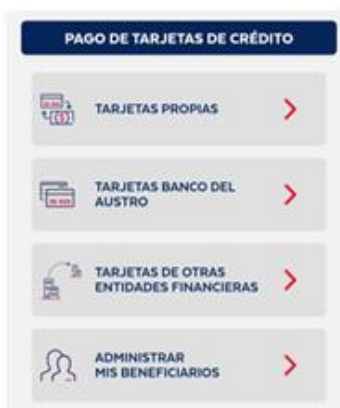 PAGO DE TARJETAS DE CRÉDITO
TARJETAS PROPIAS
TARJETAS BANCO DEL
AUSTRO
TARJETAS DE OTRAS
ENTIDADES FINANCIERAS
ADMINISTRAR
MIS BENEFICIARIOS